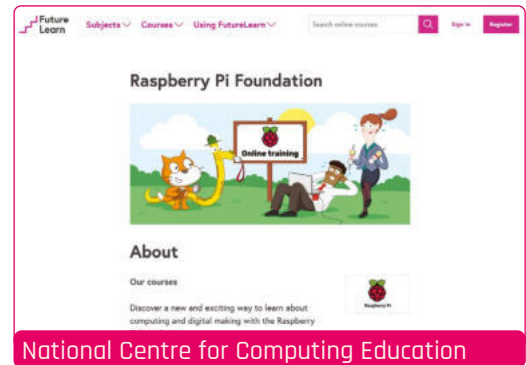 Future
Learn
Subjects Courses Using FutureLearn
Search online courses
Sign in
Register
Raspberry Pi Foundation
Online training
About
Our courses
Discover a new and exciting way to learn about
computing and digital making with the Raspberry
Raspberry Pi
National Centre for Computing Education